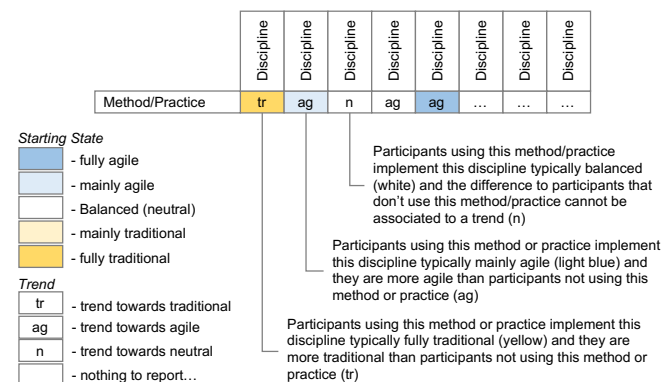 Discipline
Discipline
Discipline
Discipline
Discipline
Discipline
Discipline
Discipline
Method/Practice tr ag n ag ag … … …
Starting State
- fully agile
- mainly agile
- Balanced (neutral)
- mainly traditional
- fully traditional
Trend
tr - trend towards traditional
ag - trend towards agile
n - trend towards neutral
- nothing to report…
Participants using this method/practice
implement this discipline typically balanced
(white) and the difference to participants that
don't use this method/practice cannot be
associated to a trend (n)
Participants using this method or practice implement
this discipline typically mainly agile (light blue) and
they are more agile than participants not using this
method or practice (ag)
Participants using this method or practice implement this
discipline typically fully traditional (yellow) and they are
more traditional than participants not using this method or
practice (tr)